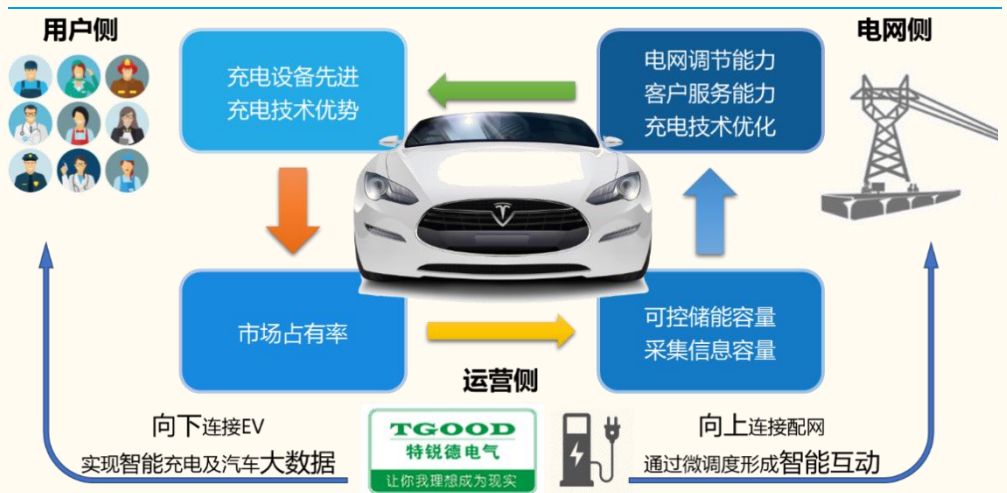 用户侧
电网侧
充电设备先进
充电技术优势
电网调节能力
客户服务能力
充电技术优化
市场占有率
可控储能容量
采集信息容量
运营侧
向下连接EV
实现智能充电及汽车大数据
TGOOD
特锐德电气
让你我理想成为现实
向上连接配网
通过微调度形成智能互动